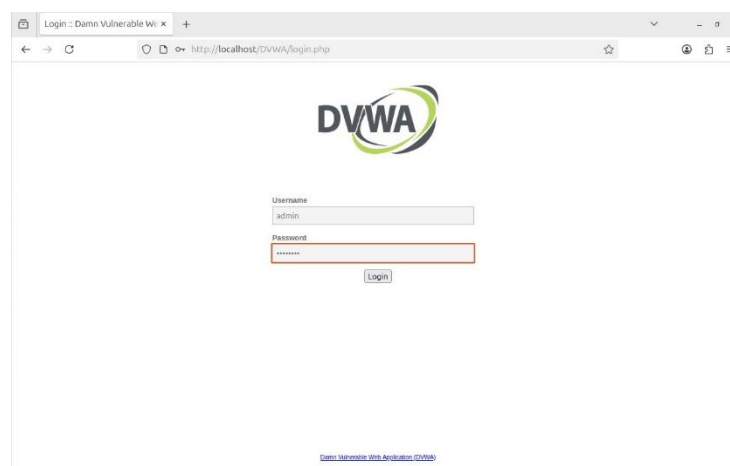 Login :: Damn Vulnerable We
http://localhost/DVWA/login.php
DVWA
Username
admin
Password
Login
Damn Vulnerable Web Application (DVWA)